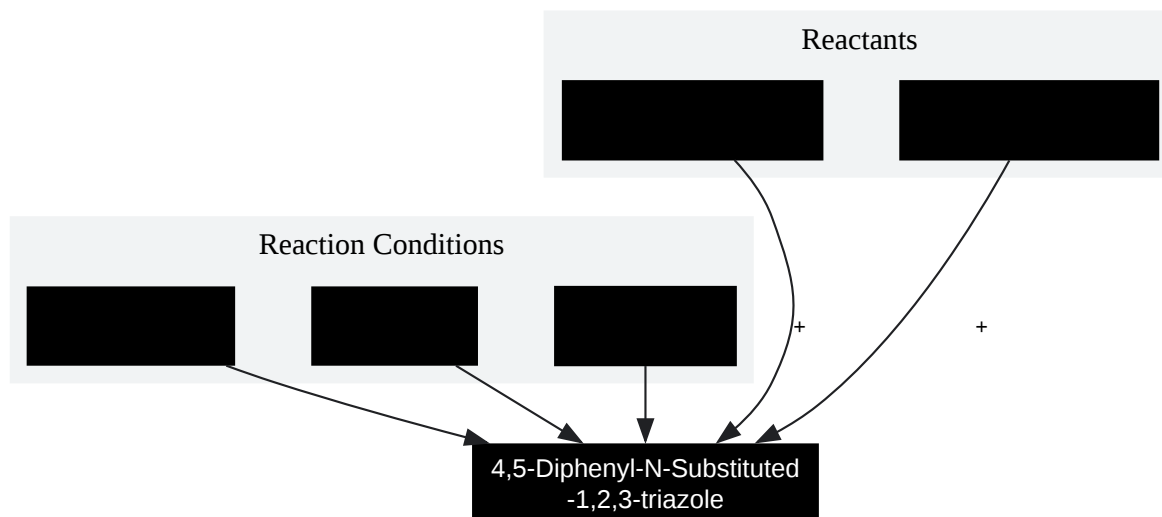 Reactants
Reaction Conditions
+
+
4,5-Diphenyl-N-Substituted
-1,2,3-triazole